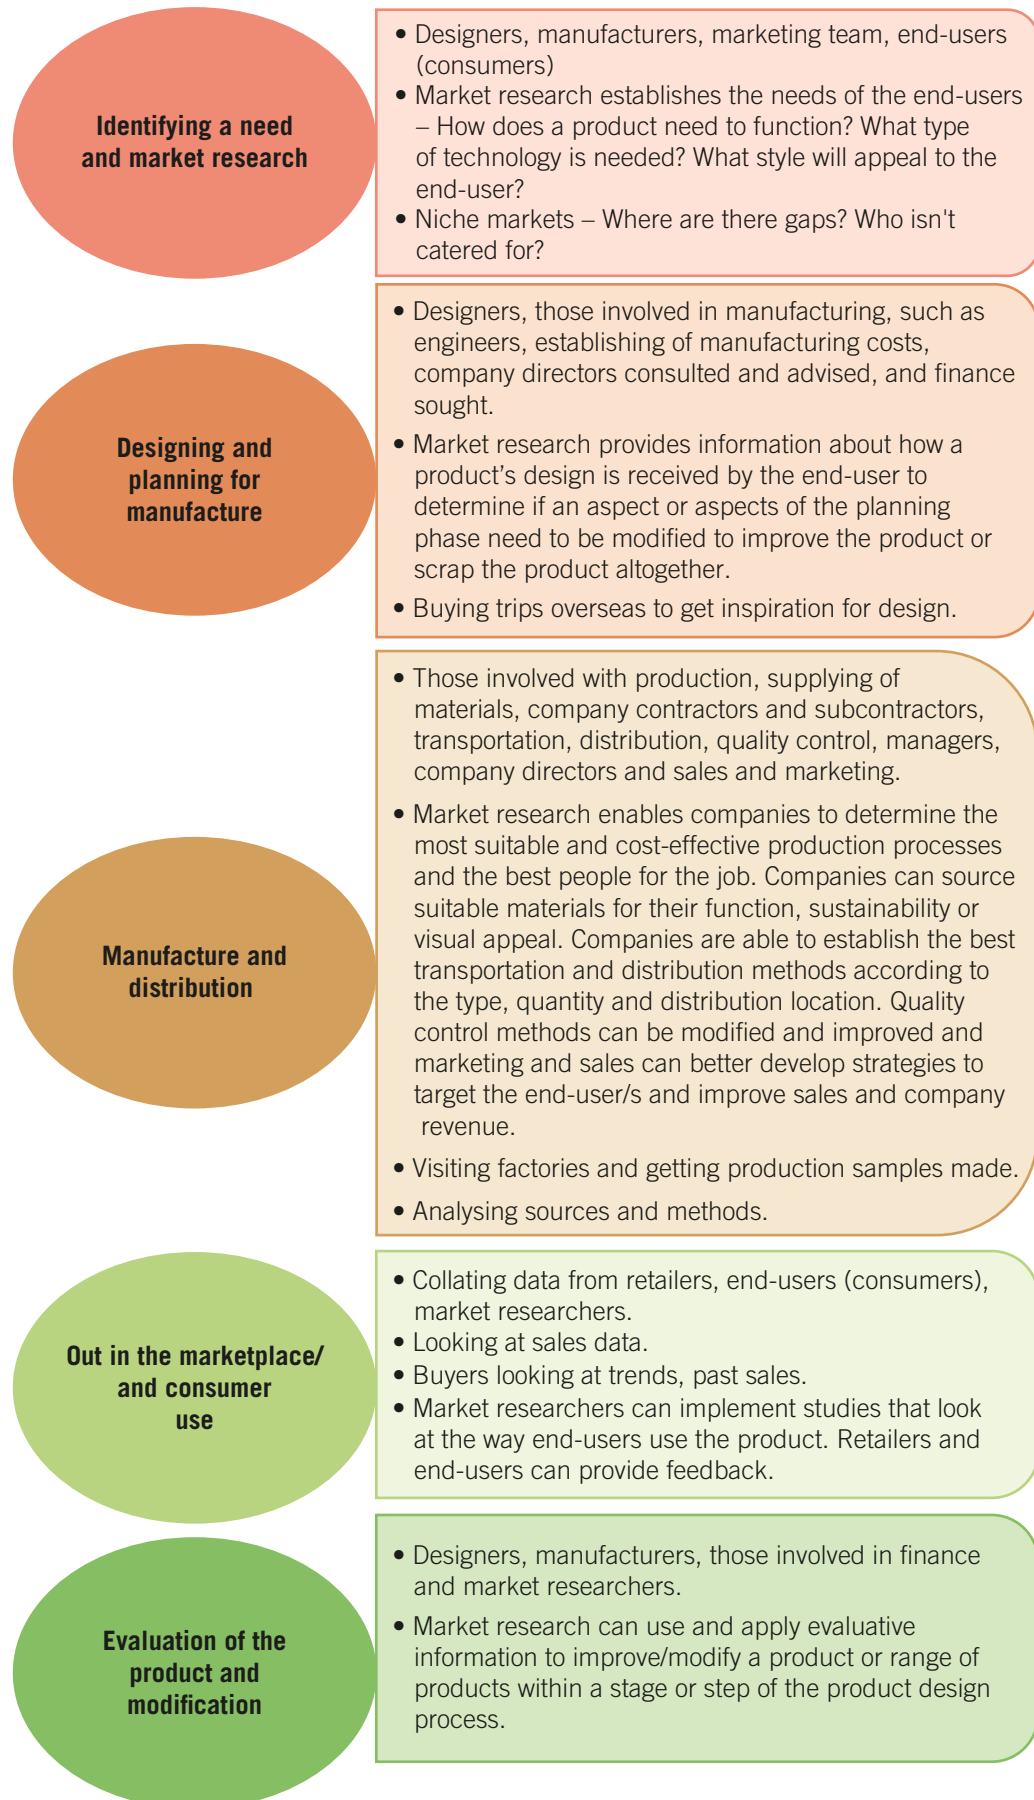 Identifying a need
and market research
• Designers, manufacturers, marketing team, end-users
(consumers)
• Market research establishes the needs of the end-users
– How does a product need to function? What type
of technology is needed? What style will appeal to the
end-user?
• Niche markets – Where are there gaps? Who isn't
catered for?
Designing and
planning for
manufacture
• Designers, those involved in manufacturing, such as
engineers, establishing of manufacturing costs,
company directors consulted and advised, and finance
sought.
• Market research provides information about how a
product’s design is received by the end-user to
determine if an aspect or aspects of the planning
phase need to be modified to improve the product or
scrap the product altogether.
• Buying trips overseas to get inspiration for design.
Manufacture and
distribution
• Those involved with production, supplying of
materials, company contractors and subcontractors,
transportation, distribution, quality control, managers,
company directors and sales and marketing.
• Market research enables companies to determine the
most suitable and cost-effective production processes
and the best people for the job. Companies can source
suitable materials for their function, sustainability or
visual appeal. Companies are able to establish the best
transportation and distribution methods according to
the type, quantity and distribution location. Quality
control methods can be modified and improved and
marketing and sales can better develop strategies to
target the end-user/s and improve sales and company
revenue.
• Visiting factories and getting production samples made.
• Analysing sources and methods.
Out in the marketplace/
and consumer
use
• Collating data from retailers, end-users (consumers),
market researchers.
• Looking at sales data.
• Buyers looking at trends, past sales.
• Market researchers can implement studies that look
at the way end-users use the product. Retailers and
end-users can provide feedback.
Evaluation of the
product and
modification
• Designers, manufacturers, those involved in finance
and market researchers.
• Market research can use and apply evaluative
information to improve/modify a product or range of
products within a stage or step of the product design
process.